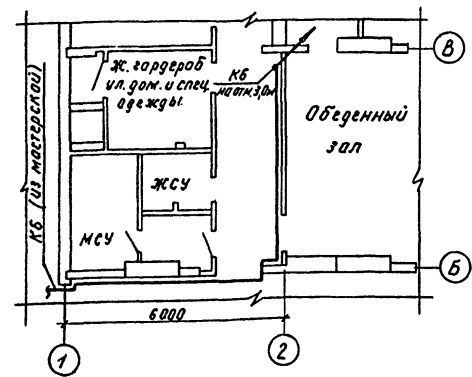 Ж. гардероб
ул. дом. и спец.
одежды
К6
на отм. 3,0м
В
Обеденный
зал
К6 (из мастерской)
ЖСУ
МСУ
Б
6000
1
2